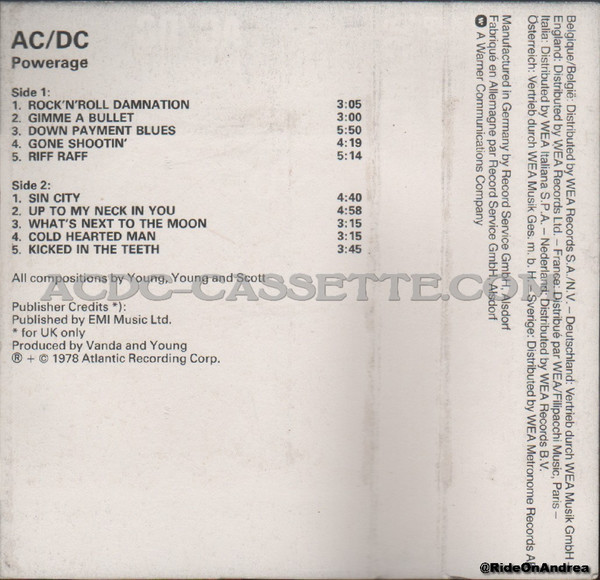 AC/DC
Powerage
Side 1:
1. ROCK'N'ROLL DAMNATION 3:05
2. GIMME A BULLET 3:00
3. DOWN PAYMENT BLUES 5:50
4. GONE SHOOTIN' 4:19
5. RIFF RAFF 5:14
Side 2:
1. SIN CITY 4:40
2. UP TO MY NECK IN YOU 4:58
3. WHAT'S NEXT TO THE MOON 3:15
4. COLD HEARTED MAN 3:15
5. KICKED IN THE TEETH 3:45
All compositions by Young, Young and Scott
ACDC-CASSETTE.COM
Publisher Credits *):
Published by EMI Music Ltd.
* for UK only
Produced by Vanda and Young
℗ + © 1978 Atlantic Recording Corp.
Belgique/België: Distributed by WEA Records S.A./N.V. – Deutschland: Vertrieb durch WEA Musik GmbH
England: Distributed by WEA Records Ltd. – France: Distribué par WEA/Filipacchi Music, Paris –
Italia: Distributed by WEA Italiana S.P.A. – Nederland: Distributed by WEA Records B.V.
Österreich: Vertrieb durch WEA Musik Ges. m. b. H. – Sverige: Distributed by WEA Metronome Records A
Manufactured in Germany by Record Service GmbH, Alsdorf
Fabriqué en Allemagne par Record Service GmbH, Alsdorf
A Warner Communications Company
@RideOnAndrea